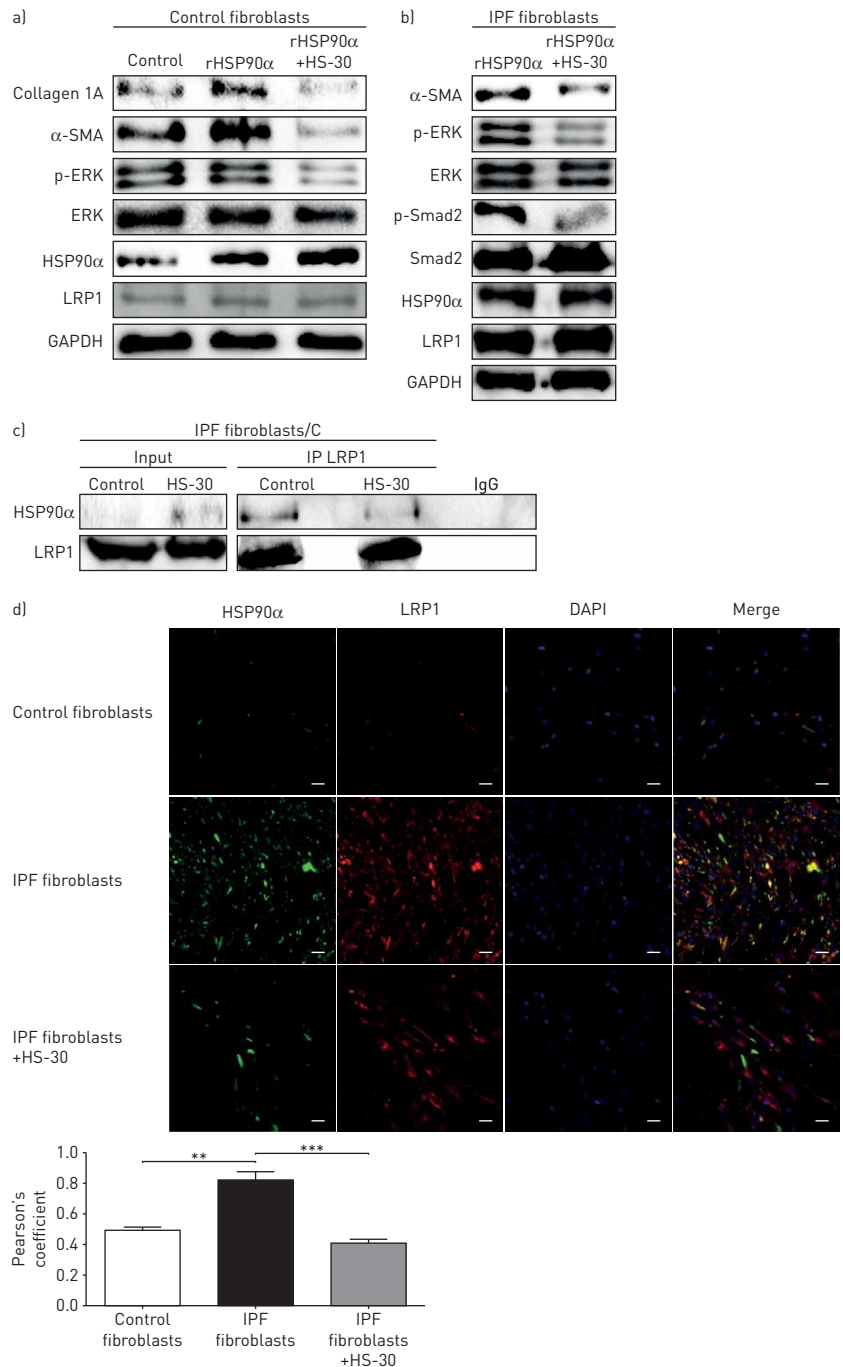 a)
Control fibroblasts
Control
rHSP90α
rHSP90α
+HS-30
Collagen 1A
α-SMA
p-ERK
ERK
HSP90α
LRP1
GAPDH
b)
IPF fibroblasts
rHSP90α
rHSP90α
+HS-30
α-SMA
p-ERK
ERK
p-Smad2
Smad2
HSP90α
LRP1
GAPDH
c)
IPF fibroblasts/C
Input
IP LRP1
Control
HS-30
Control
HS-30
IgG
HSP90α
LRP1
d)
HSP90α
LRP1
DAPI
Merge
Control fibroblasts
IPF fibroblasts
IPF fibroblasts
+HS-30
Pearson's
coefficient
1.0
0.8
0.6
0.4
0.2
0.0
**
***
Control
fibroblasts
IPF
fibroblasts
IPF
fibroblasts
+HS-30